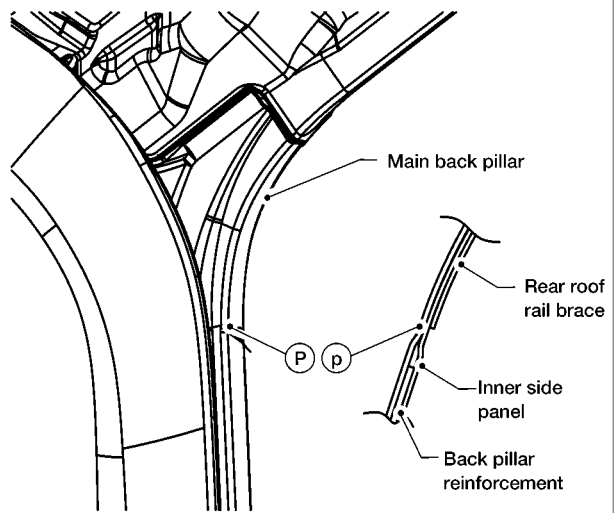 Main back pillar
Rear roof
rail brace
P p
Inner side
panel
Back pillar
reinforcement